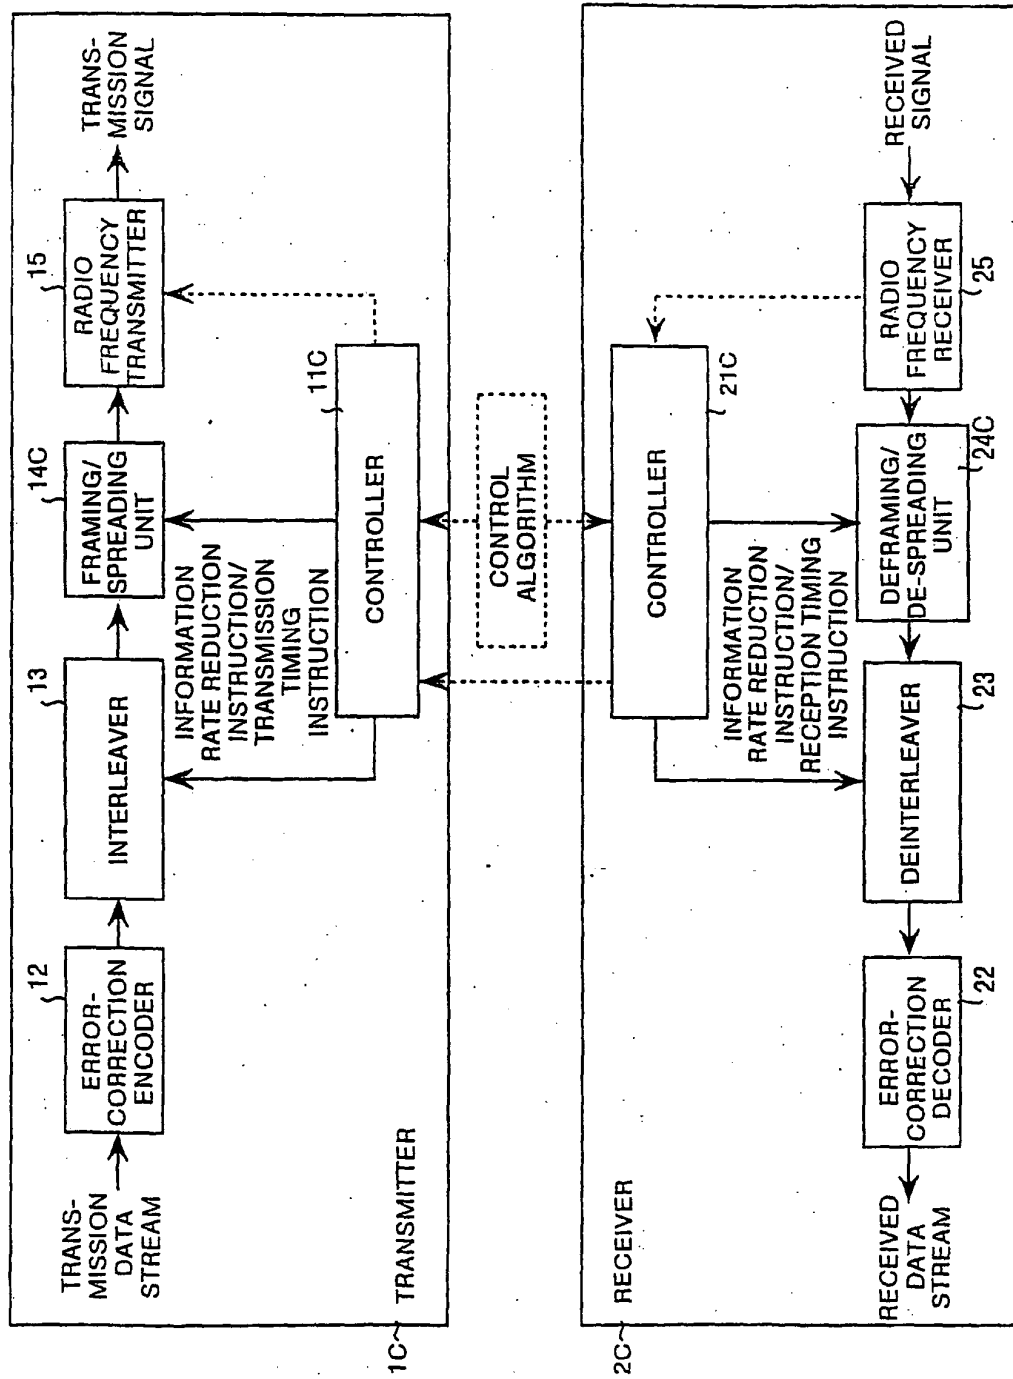 TRANS-
MISSION
DATA
STREAM
12
ERROR-
CORRECTION
ENCODER
13
INTERLEAVER
14C
FRAMING/
SPREADING
UNIT
15
RADIO
FREQUENCY
TRANSMITTER
TRANS-
MISSION
SIGNAL
INFORMATION
RATE REDUCTION
INSTRUCTION/
TRANSMISSION
TIMING
INSTRUCTION
11C
CONTROLLER
1C
TRANSMITTER
CONTROL
ALGORITHM
2C
RECEIVER
CONTROLLER
21C
INFORMATION
RATE REDUCTION
INSTRUCTION/
RECEPTION TIMING
INSTRUCTION
RECEIVED
DATA
STREAM
ERROR-
CORRECTION
DECODER
22
DEINTERLEAVER
23
DEFRAMING/
DE-SPREADING
UNIT
24C
RADIO
FREQUENCY
RECEIVER
25
RECEIVED
SIGNAL